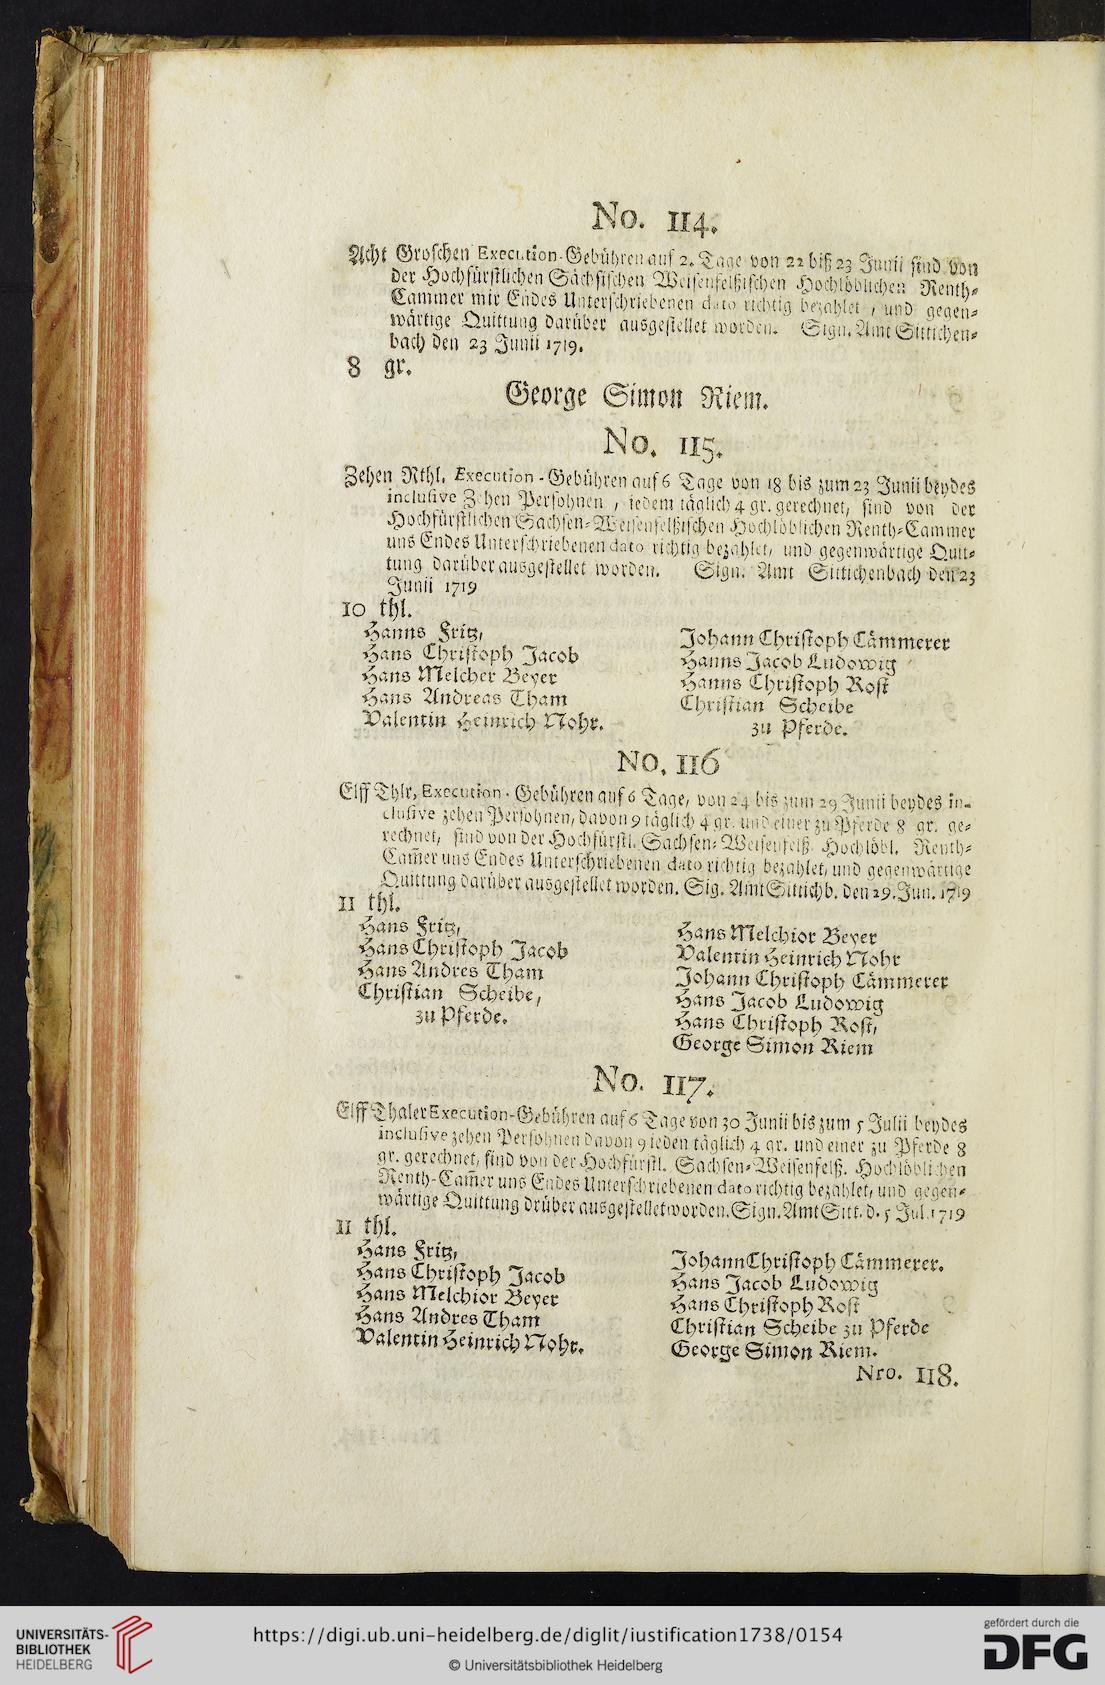 No. 114.
Acht Groschen Execution-Gebühren auf 2. Tage von 22 biß 23 Junii sind von
der Hochfürstlichen Sächsischen Weisenfelßischen Hochlöblichen Renth-
Cammer mir Endes Unterschriebenen dato richtig bezahlet, und gegen-
wärtige Quittung darüber ausgestellet worden. Sign. Amt Sittichen-
bach den 23 Junii 1719.
8 gr.
George Simon Riem.
No. 115.
Zehen Rthl. Execution-Gebühren auf 6 Tage von 18 bis zum 23 Junii beydes
inclusive Zehen Persohnen, jedem täglich 4 gr. gerechnet, sind von der
Hochfürstlichen Sachsen-Weisenfelßischen Hochlöblichen Renth-Cammer
uns Endes Unterschriebenen dato richtig bezahlet, und gegenwärtige Quit-
tung darüber ausgestellet worden. Sign. Amt Sittichenbach den 23
Junii 1719
10 thl.
Hanns Fritz,
Hans Christoph Jacob
Hans Melcher Beyer
Hans Andreas Tham
Valentin Heinrich Nohr.
Johann Christoph Cämmerer
Hanns Jacob Ludowig
Hanns Christoph Rost
Christian Scheibe
zu Pferde.
No. 116
Elff Thlr, Execution-Gebühren auf 6 Tage, von 24 bis zum 29 Junii beydes in-
clusive zehen Persohnen, davon 9 täglich 4 gr. und einer zu Pferde 8 gr. ge-
rechnet, sind von der Hochfürstl. Sachsen-Weisenfelß. Hochlöbl. Renth-
Cam̄er uns Endes Unterschriebenen dato richtig bezahlet, und gegenwärtige
Quittung darüber ausgestellet worden. Sig. Amt Sittichb. den 29. Jun. 1719
11 thl.
Hans Fritz,
Hans Christoph Jacob
Hans Andres Tham
Christian Scheibe,
zu Pferde.
Hans Melchior Beyer
Valentin Heinrich Nohr
Johann Christoph Cämmerer
Hans Jacob Ludowig
Hans Christoph Rost,
George Simon Riem
No. 117.
Elff Thaler Execution-Gebühren auf 6 Tage von 30 Junii bis zum 5 Julii beydes
inclusive zehen Persohnen davon 9 jeden täglich 4 gr. und einer zu Pferde 8
gr. gerechnet, sind von der Hochfürstl. Sachsen-Weisenfelß. Hochlöblichen
Renth-Cam̄er uns Endes Unterschriebenen dato richtig bezahlet, und gegen-
wärtige Quittung drüber ausgestellet worden. Sign. Amt Sitt. d. 5 Jul. 1719
11 thl.
Hans Fritz,
Hans Christoph Jacob
Hans Melchior Beyer
Hans Andres Tham
Valentin Heinrich Nohr.
Johann Christoph Cämmerer.
Hans Jacob Ludowig
Hans Christoph Rost
Christian Scheibe zu Pferde
George Simon Riem.
Nro. 118.
UNIVERSITÄTS-
BIBLIOTHEK
HEIDELBERG
https://digi.ub.uni-heidelberg.de/diglit/iustification1738/0154
© Universitätsbibliothek Heidelberg
gefördert durch die
DFG